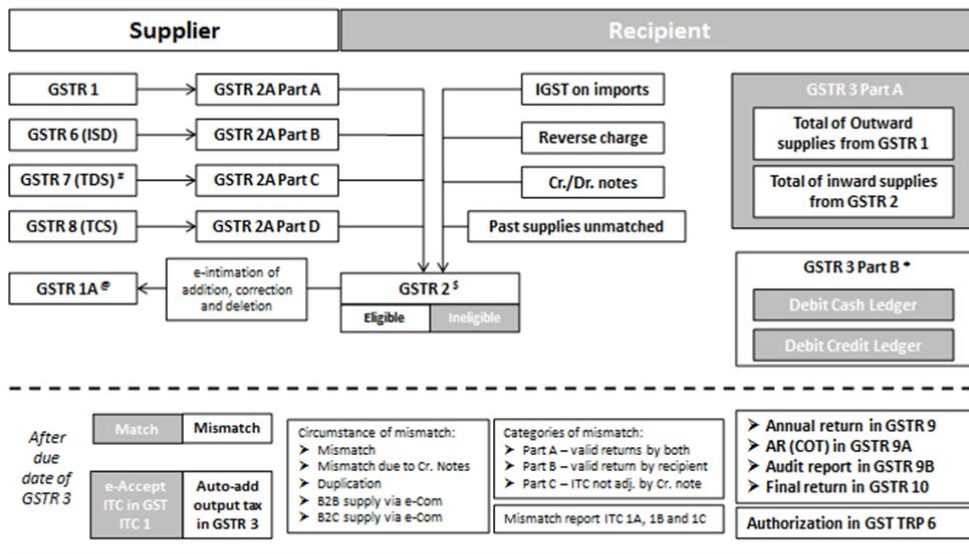 Supplier
Recipient
GSTR 1
GSTR 2A Part A
IGST on imports
GSTR 3 Part A
GSTR 6 (ISD)
GSTR 2A Part B
Reverse charge
Total of Outward
supplies from GSTR 1
GSTR 7 (TDS) #
GSTR 2A Part C
Cr./Dr. notes
Total of inward supplies
from GSTR 2
GSTR 8 (TCS)
GSTR 2A Part D
Past supplies unmatched
GSTR 1A @
e-intimation of
addition, correction
and deletion
GSTR 2 $
Eligible
Ineligible
GSTR 3 Part B *
Debit Cash Ledger
Debit Credit Ledger
After
due
date of
GSTR 3
Match
Mismatch
e-Accept
ITC in GST
ITC 1
Auto-add
output tax
in GSTR 3
Circumstance of mismatch:
➤ Mismatch
➤ Mismatch due to Cr. Notes
➤ Duplication
➤ B2B supply via e-Com
➤ B2C supply via e-Com
Categories of mismatch:
➤ Part A – valid returns by both
➤ Part B – valid return by recipient
➤ Part C – ITC not adj. by Cr. note
Mismatch report ITC 1A, 1B and 1C
➤ Annual return in GSTR 9
➤ AR (COT) in GSTR 9A
➤ Audit report in GSTR 9B
➤ Final return in GSTR 10
Authorization in GST TRP 6